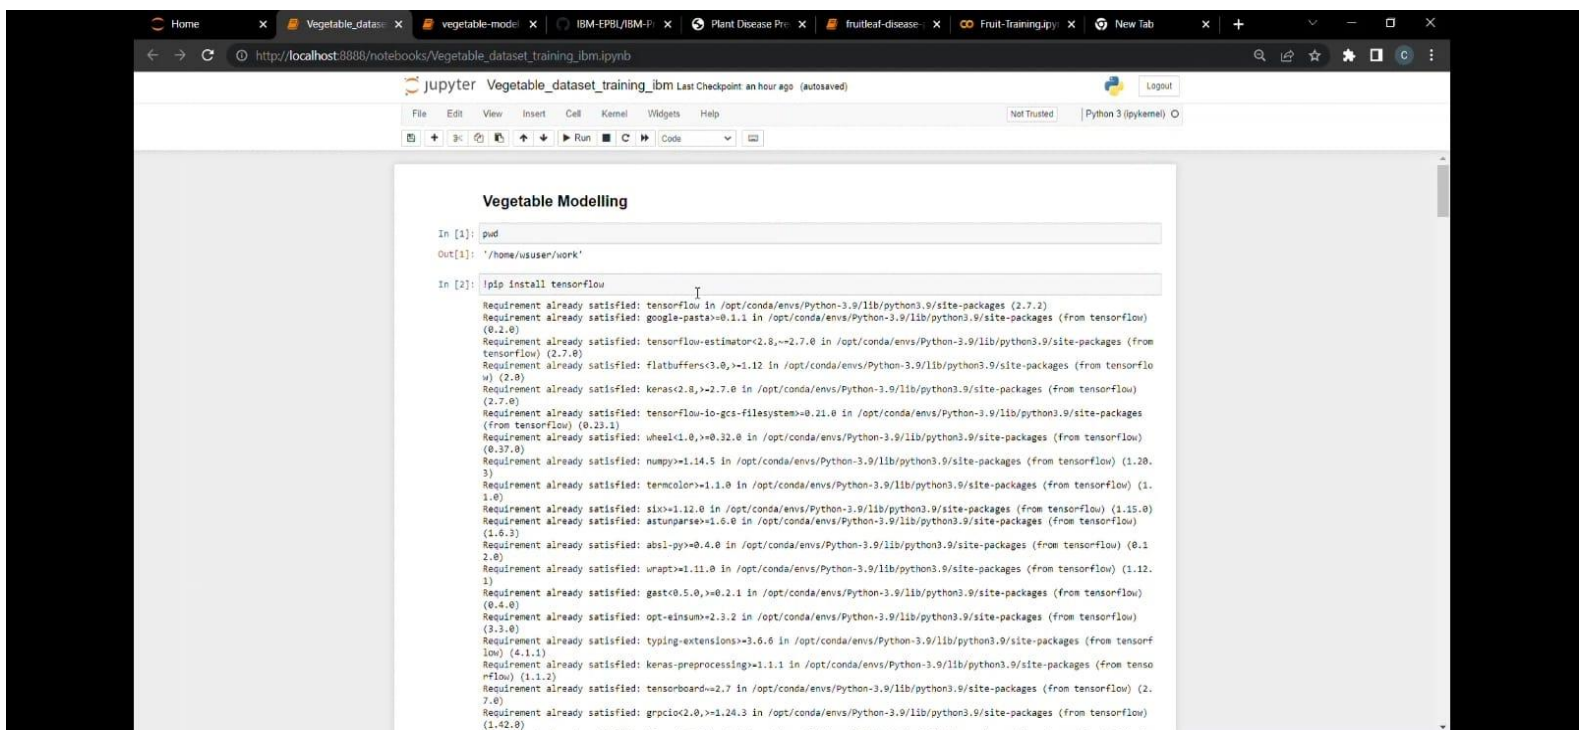 Home
Vegetable_datase
vegetable-model
IBM-EPBL/IBM-P
Plant Disease Pre
fruitleaf-disease-
Fruit-Training.ipy
New Tab
http://localhost:8888/notebooks/Vegetable_dataset_training_ibm.ipynb
jupyter Vegetable_dataset_training_ibm Last Checkpoint: an hour ago (autosaved)
Logout
File Edit View Insert Cell Kernel Widgets Help
Not Trusted
Python 3 (ipykernel)
Run
Code
Vegetable Modelling
In [1]: pwd
Out[1]: '/home/wsuser/work'
In [2]: !pip install tensorflow
Requirement already satisfied: tensorflow in /opt/conda/envs/Python-3.9/lib/python3.9/site-packages (2.7.2)
Requirement already satisfied: google-pasta>=0.1.1 in /opt/conda/envs/Python-3.9/lib/python3.9/site-packages (from tensorflow)
(0.2.0)
Requirement already satisfied: tensorflow-estimator<2.8,~=2.7.0 in /opt/conda/envs/Python-3.9/lib/python3.9/site-packages (from
tensorflow) (2.7.0)
Requirement already satisfied: flatbuffers<3.0,>=1.12 in /opt/conda/envs/Python-3.9/lib/python3.9/site-packages (from tensorflo
w) (2.0)
Requirement already satisfied: keras<2.8,>=2.7.0 in /opt/conda/envs/Python-3.9/lib/python3.9/site-packages (from tensorflow)
(2.7.0)
Requirement already satisfied: tensorflow-io-gcs-filesystem>=0.21.0 in /opt/conda/envs/Python-3.9/lib/python3.9/site-packages
(from tensorflow) (0.23.1)
Requirement already satisfied: wheel<1.0,>=0.32.0 in /opt/conda/envs/Python-3.9/lib/python3.9/site-packages (from tensorflow)
(0.37.0)
Requirement already satisfied: numpy>=1.14.5 in /opt/conda/envs/Python-3.9/lib/python3.9/site-packages (from tensorflow) (1.20.
3)
Requirement already satisfied: termcolor>=1.1.0 in /opt/conda/envs/Python-3.9/lib/python3.9/site-packages (from tensorflow) (1.
1.0)
Requirement already satisfied: six>=1.12.0 in /opt/conda/envs/Python-3.9/lib/python3.9/site-packages (from tensorflow) (1.15.0)
Requirement already satisfied: astunparse>=1.6.0 in /opt/conda/envs/Python-3.9/lib/python3.9/site-packages (from tensorflow)
(1.6.3)
Requirement already satisfied: absl-py>=0.4.0 in /opt/conda/envs/Python-3.9/lib/python3.9/site-packages (from tensorflow) (0.1
2.0)
Requirement already satisfied: wrapt>=1.11.0 in /opt/conda/envs/Python-3.9/lib/python3.9/site-packages (from tensorflow) (1.12.
1)
Requirement already satisfied: gast<0.5.0,>=0.2.1 in /opt/conda/envs/Python-3.9/lib/python3.9/site-packages (from tensorflow)
(0.4.0)
Requirement already satisfied: opt-einsum>=2.3.2 in /opt/conda/envs/Python-3.9/lib/python3.9/site-packages (from tensorflow)
(3.3.0)
Requirement already satisfied: typing-extensions>=3.6.6 in /opt/conda/envs/Python-3.9/lib/python3.9/site-packages (from tensorf
low) (4.1.1)
Requirement already satisfied: keras-preprocessing>=1.1.1 in /opt/conda/envs/Python-3.9/lib/python3.9/site-packages (from tenso
rflow) (1.1.2)
Requirement already satisfied: tensorboard~=2.7 in /opt/conda/envs/Python-3.9/lib/python3.9/site-packages (from tensorflow) (2.
7.0)
Requirement already satisfied: grpcio<2.0,>=1.24.3 in /opt/conda/envs/Python-3.9/lib/python3.9/site-packages (from tensorflow)
(1.42.0)